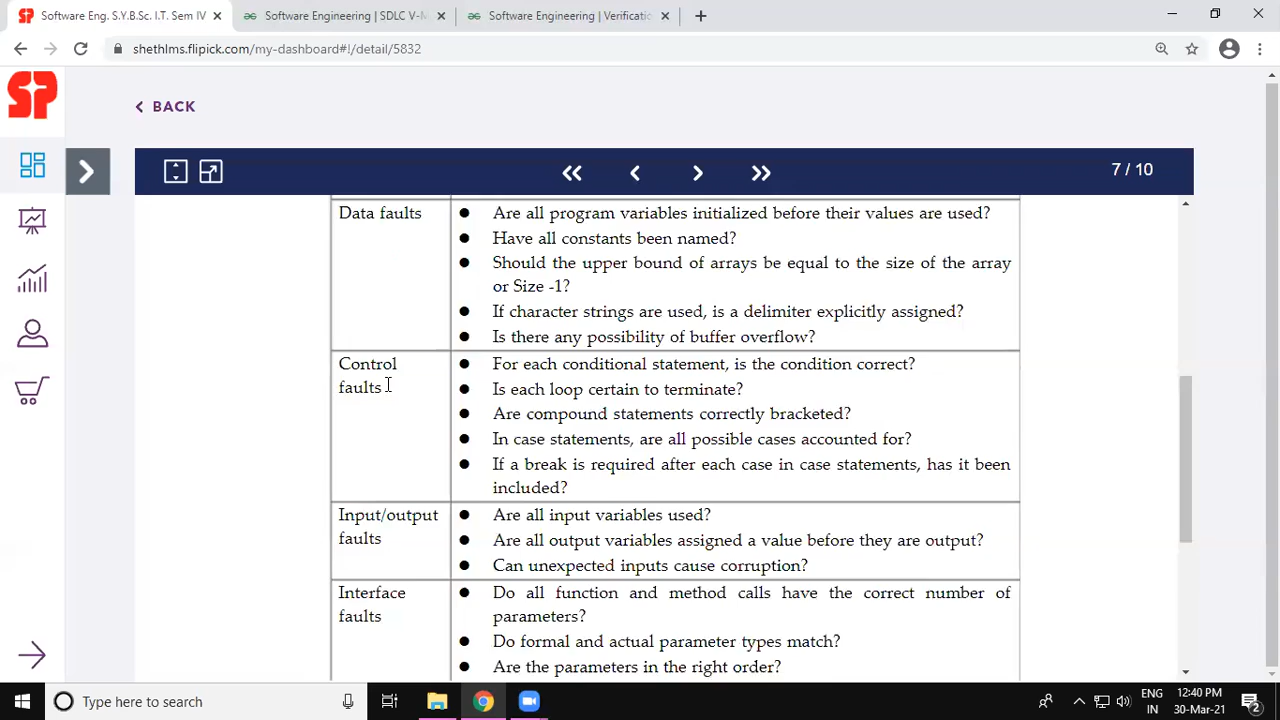 Software Eng. S.Y.B.Sc. I.T. Sem IV
Software Engineering | SDLC V-M
Software Engineering | Verificatio
shethlms.flipick.com/my-dashboard#!/detail/5832
SP
BACK
7 / 10
Data faults
Are all program variables initialized before their values are used?
Have all constants been named?
Should the upper bound of arrays be equal to the size of the array
or Size -1?
If character strings are used, is a delimiter explicitly assigned?
Is there any possibility of buffer overflow?
Control
faults
For each conditional statement, is the condition correct?
Is each loop certain to terminate?
Are compound statements correctly bracketed?
In case statements, are all possible cases accounted for?
If a break is required after each case in case statements, has it been
included?
Input/output
faults
Are all input variables used?
Are all output variables assigned a value before they are output?
Can unexpected inputs cause corruption?
Interface
faults
Do all function and method calls have the correct number of
parameters?
Do formal and actual parameter types match?
Are the parameters in the right order?
Type here to search
ENG
IN
12:40 PM
30-Mar-21
2